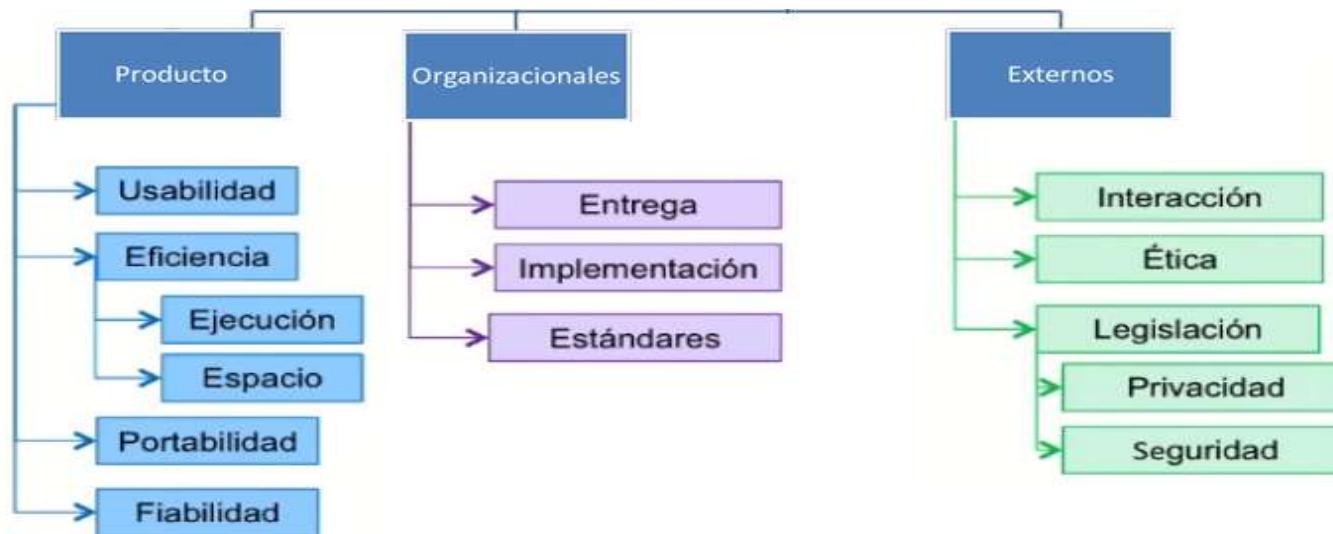 Producto
Organizacionales
Externos
Usabilidad
Eficiencia
Ejecución
Espacio
Portabilidad
Fiabilidad
Entrega
Implementación
Estándares
Interacción
Ética
Legislación
Privacidad
Seguridad